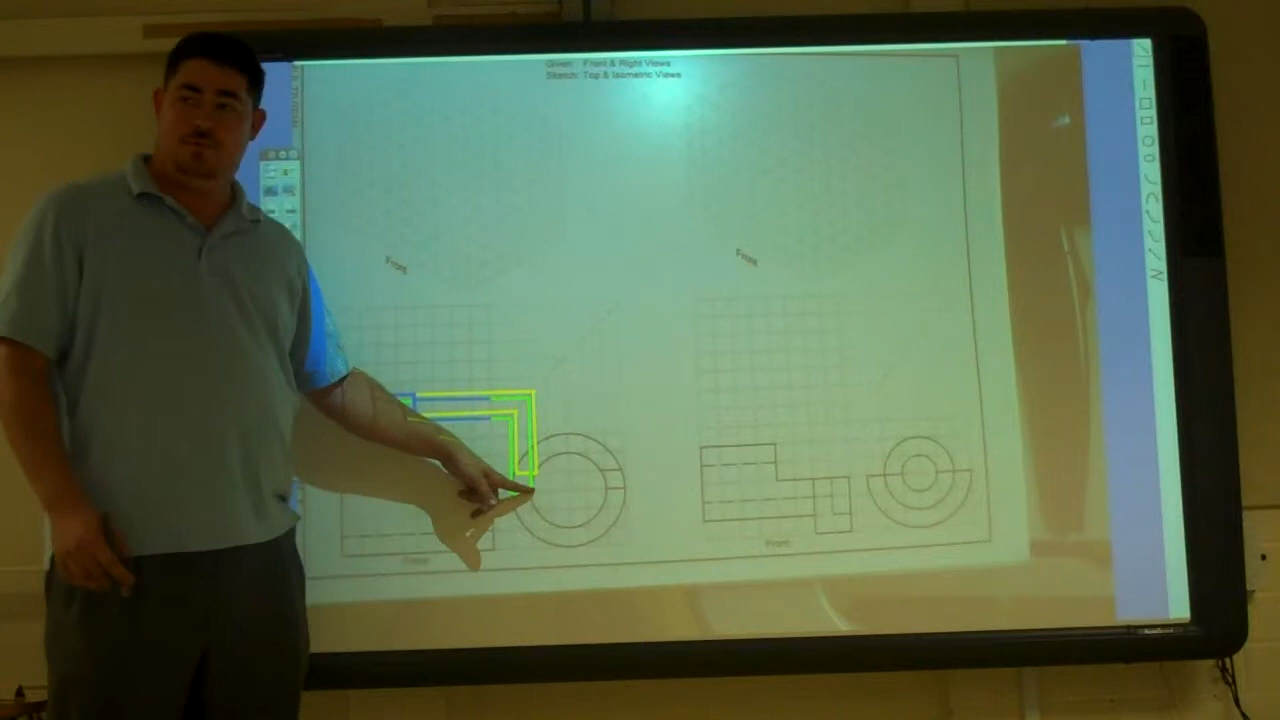 Given: Front & Right Views
Sketch: Top & Isometric Views
Front
Front
Front